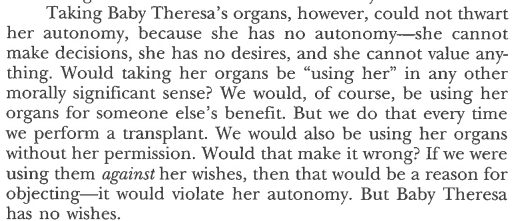 Taking Baby Theresa's organs, however, could not thwart
her autonomy, because she has no autonomy—she cannot
make decisions, she has no desires, and she cannot value any-
thing. Would taking her organs be "using her" in any other
morally significant sense? We would, of course, be using her
organs for someone else's benefit. But we do that every time
we perform a transplant. We would also be using her organs
without her permission. Would that make it wrong? If we were
using them against her wishes, then that would be a reason for
objecting—it would violate her autonomy. But Baby Theresa
has no wishes.